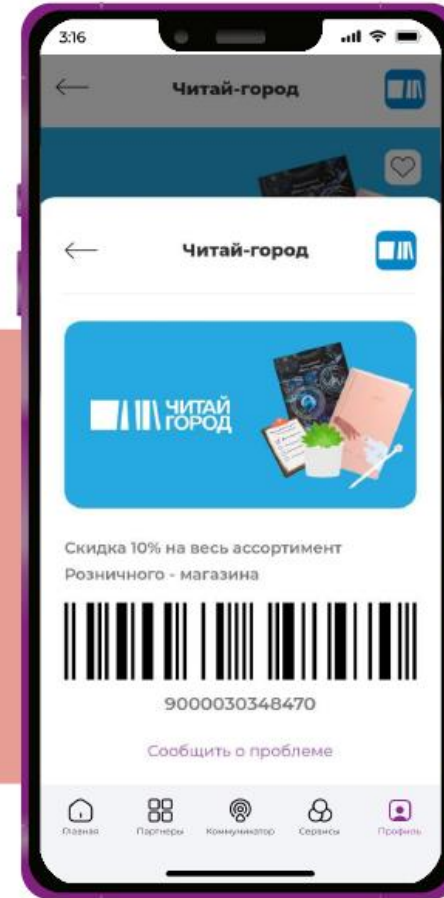 3:16
Читай-город
Читай-город
ЧИТАЙ
ГОРОД
Скидка 10% на весь ассортимент
Розничного - магазина
9000030348470
Сообщить о проблеме
Главная Партнеры Коммуникатор Сервисы Профиль